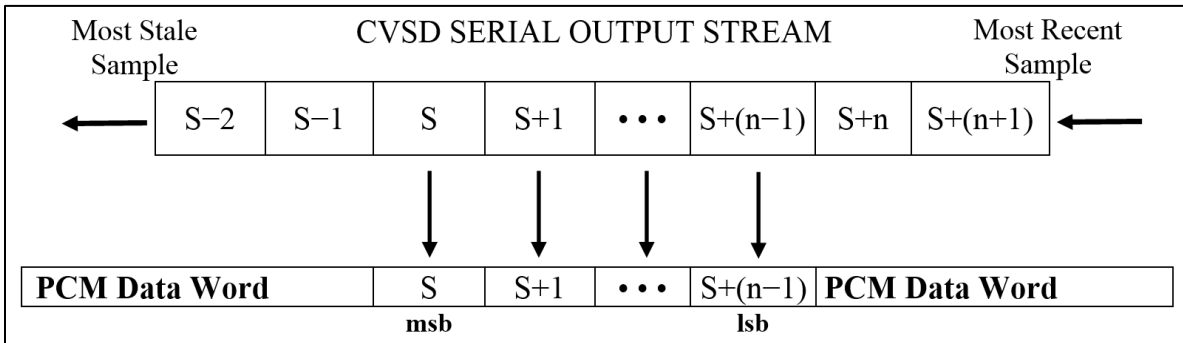 Most Stale
Sample
CVSD SERIAL OUTPUT STREAM
Most Recent
Sample
S−2 S−1 S S+1 • • • S+(n−1) S+n S+(n+1)
PCM Data Word S S+1 • • • S+(n−1) PCM Data Word
msb lsb